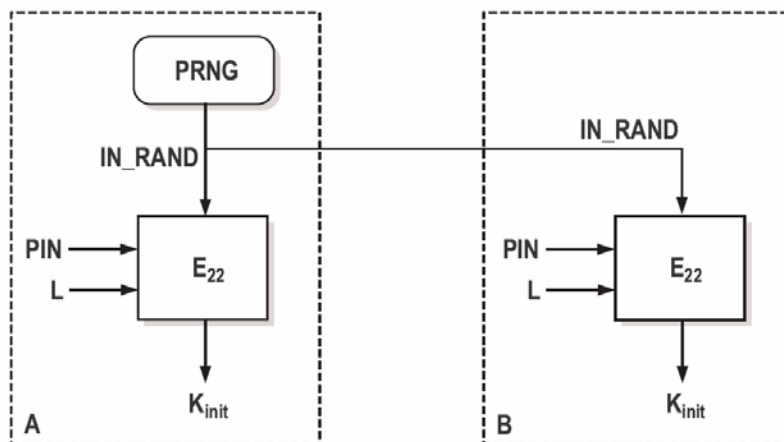 PRNG
IN_RAND
IN_RAND
PIN
L
E22
PIN
L
E22
Kinit
Kinit
A
B